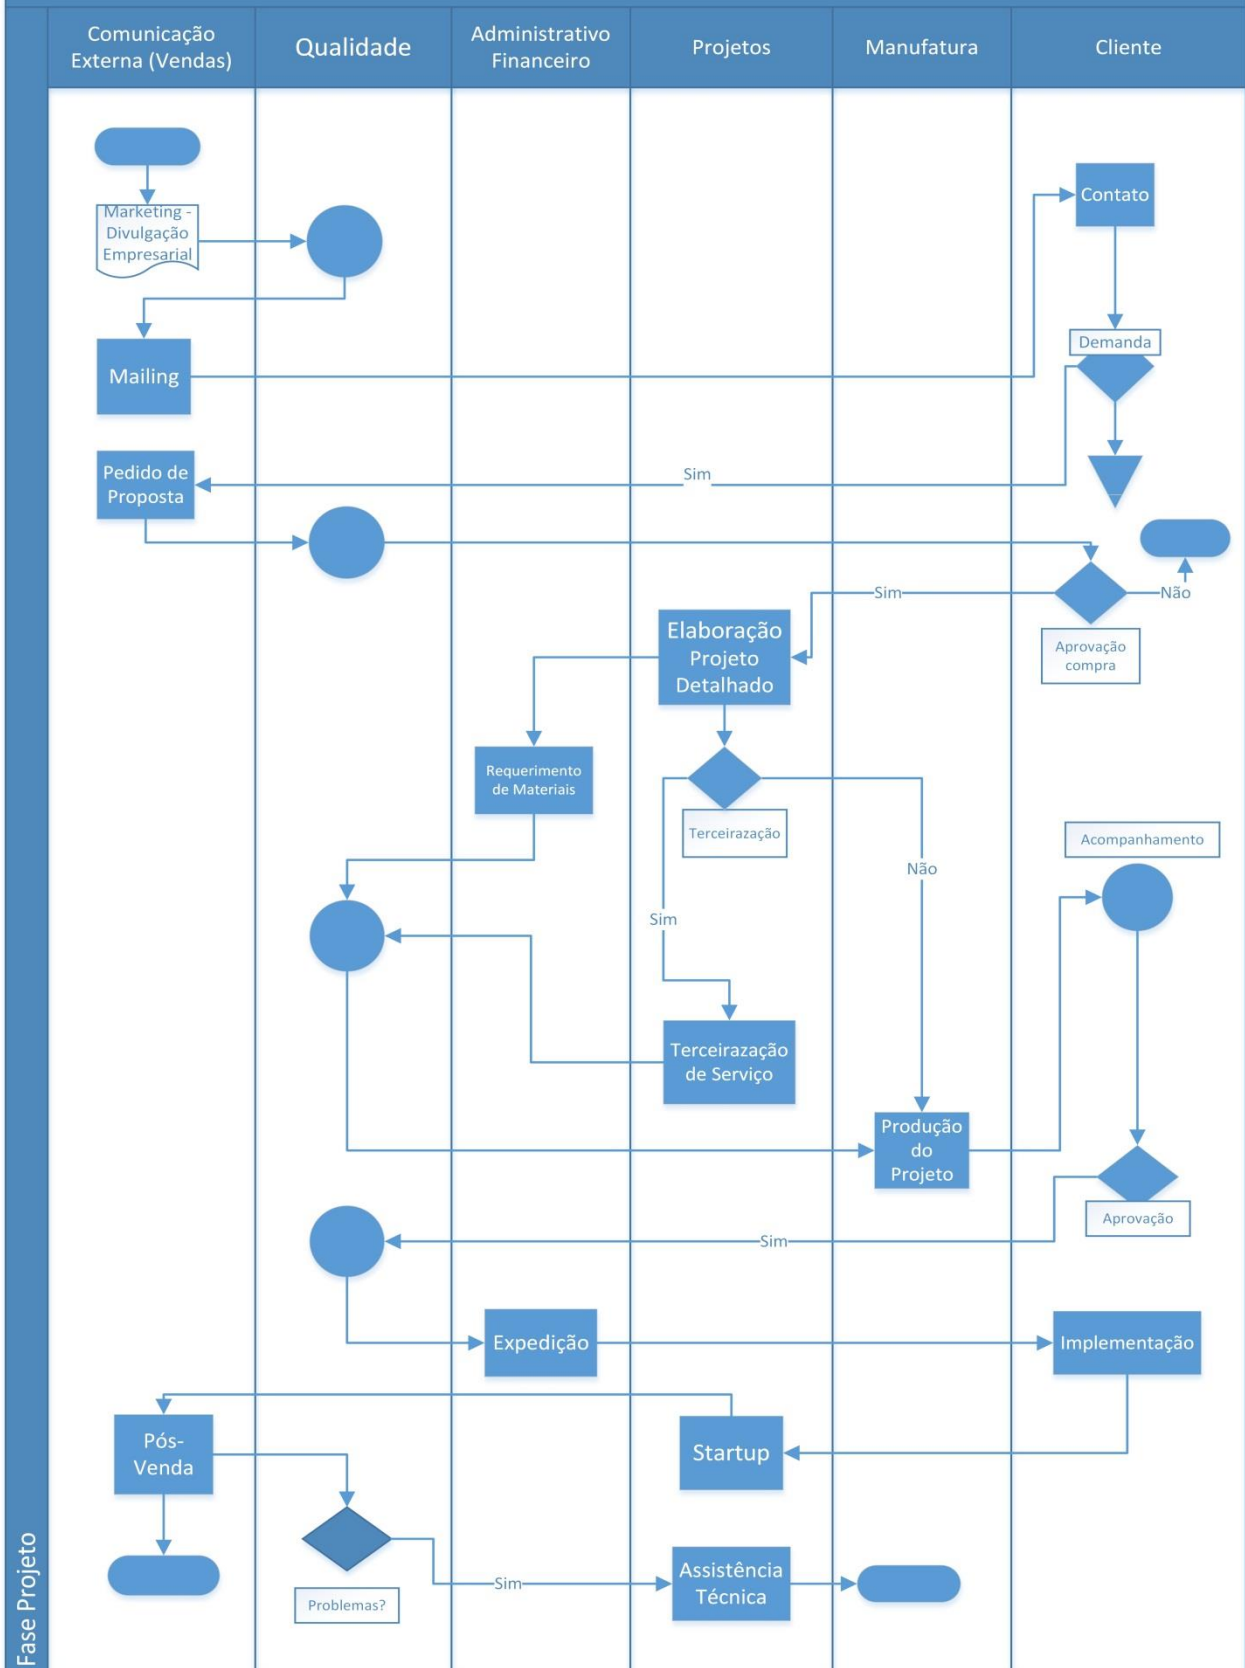 Comunicação
Externa (Vendas)
Qualidade
Administrativo
Financeiro
Projetos
Manufatura
Cliente
Marketing -
Divulgação
Empresarial
Contato
Demanda
Mailing
Pedido de
Proposta
Sim
Sim
Não
Aprovação
compra
Elaboração
Projeto
Detalhado
Requerimento
de Materiais
Terceirazação
Acompanhamento
Não
Sim
Terceirazação
de Serviço
Produção
do
Projeto
Aprovação
Sim
Expedição
Implementação
Pós-
Venda
Startup
Problemas?
Sim
Assistência
Técnica
Fase Projeto